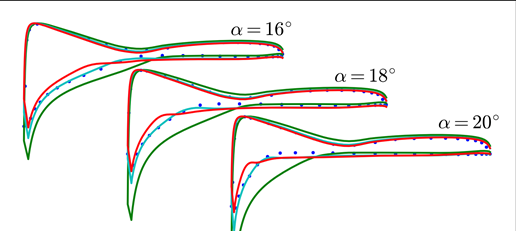 α = 16°
α = 18°
α = 20°